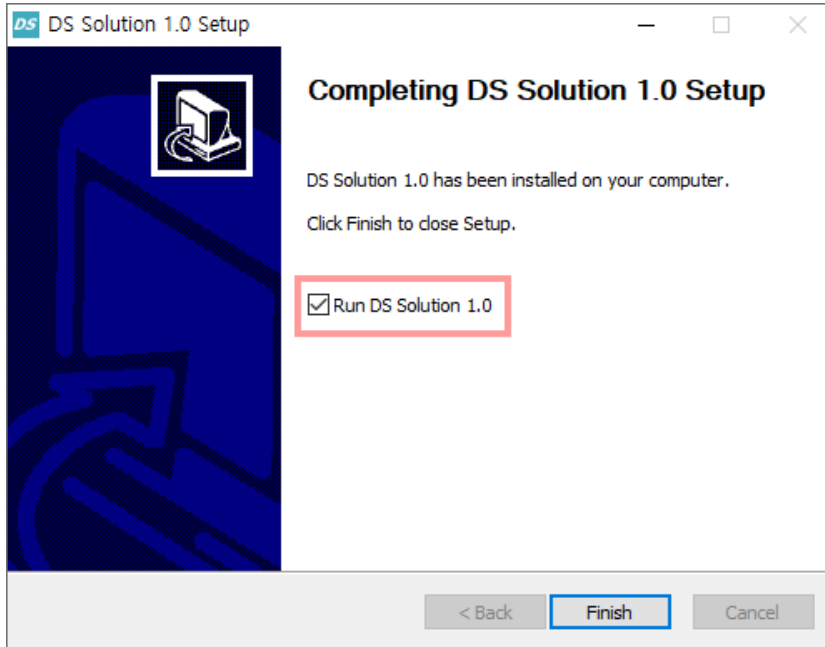 DS DS Solution 1.0 Setup
Completing DS Solution 1.0 Setup
DS Solution 1.0 has been installed on your computer.
Click Finish to close Setup.
Run DS Solution 1.0
< Back Finish Cancel